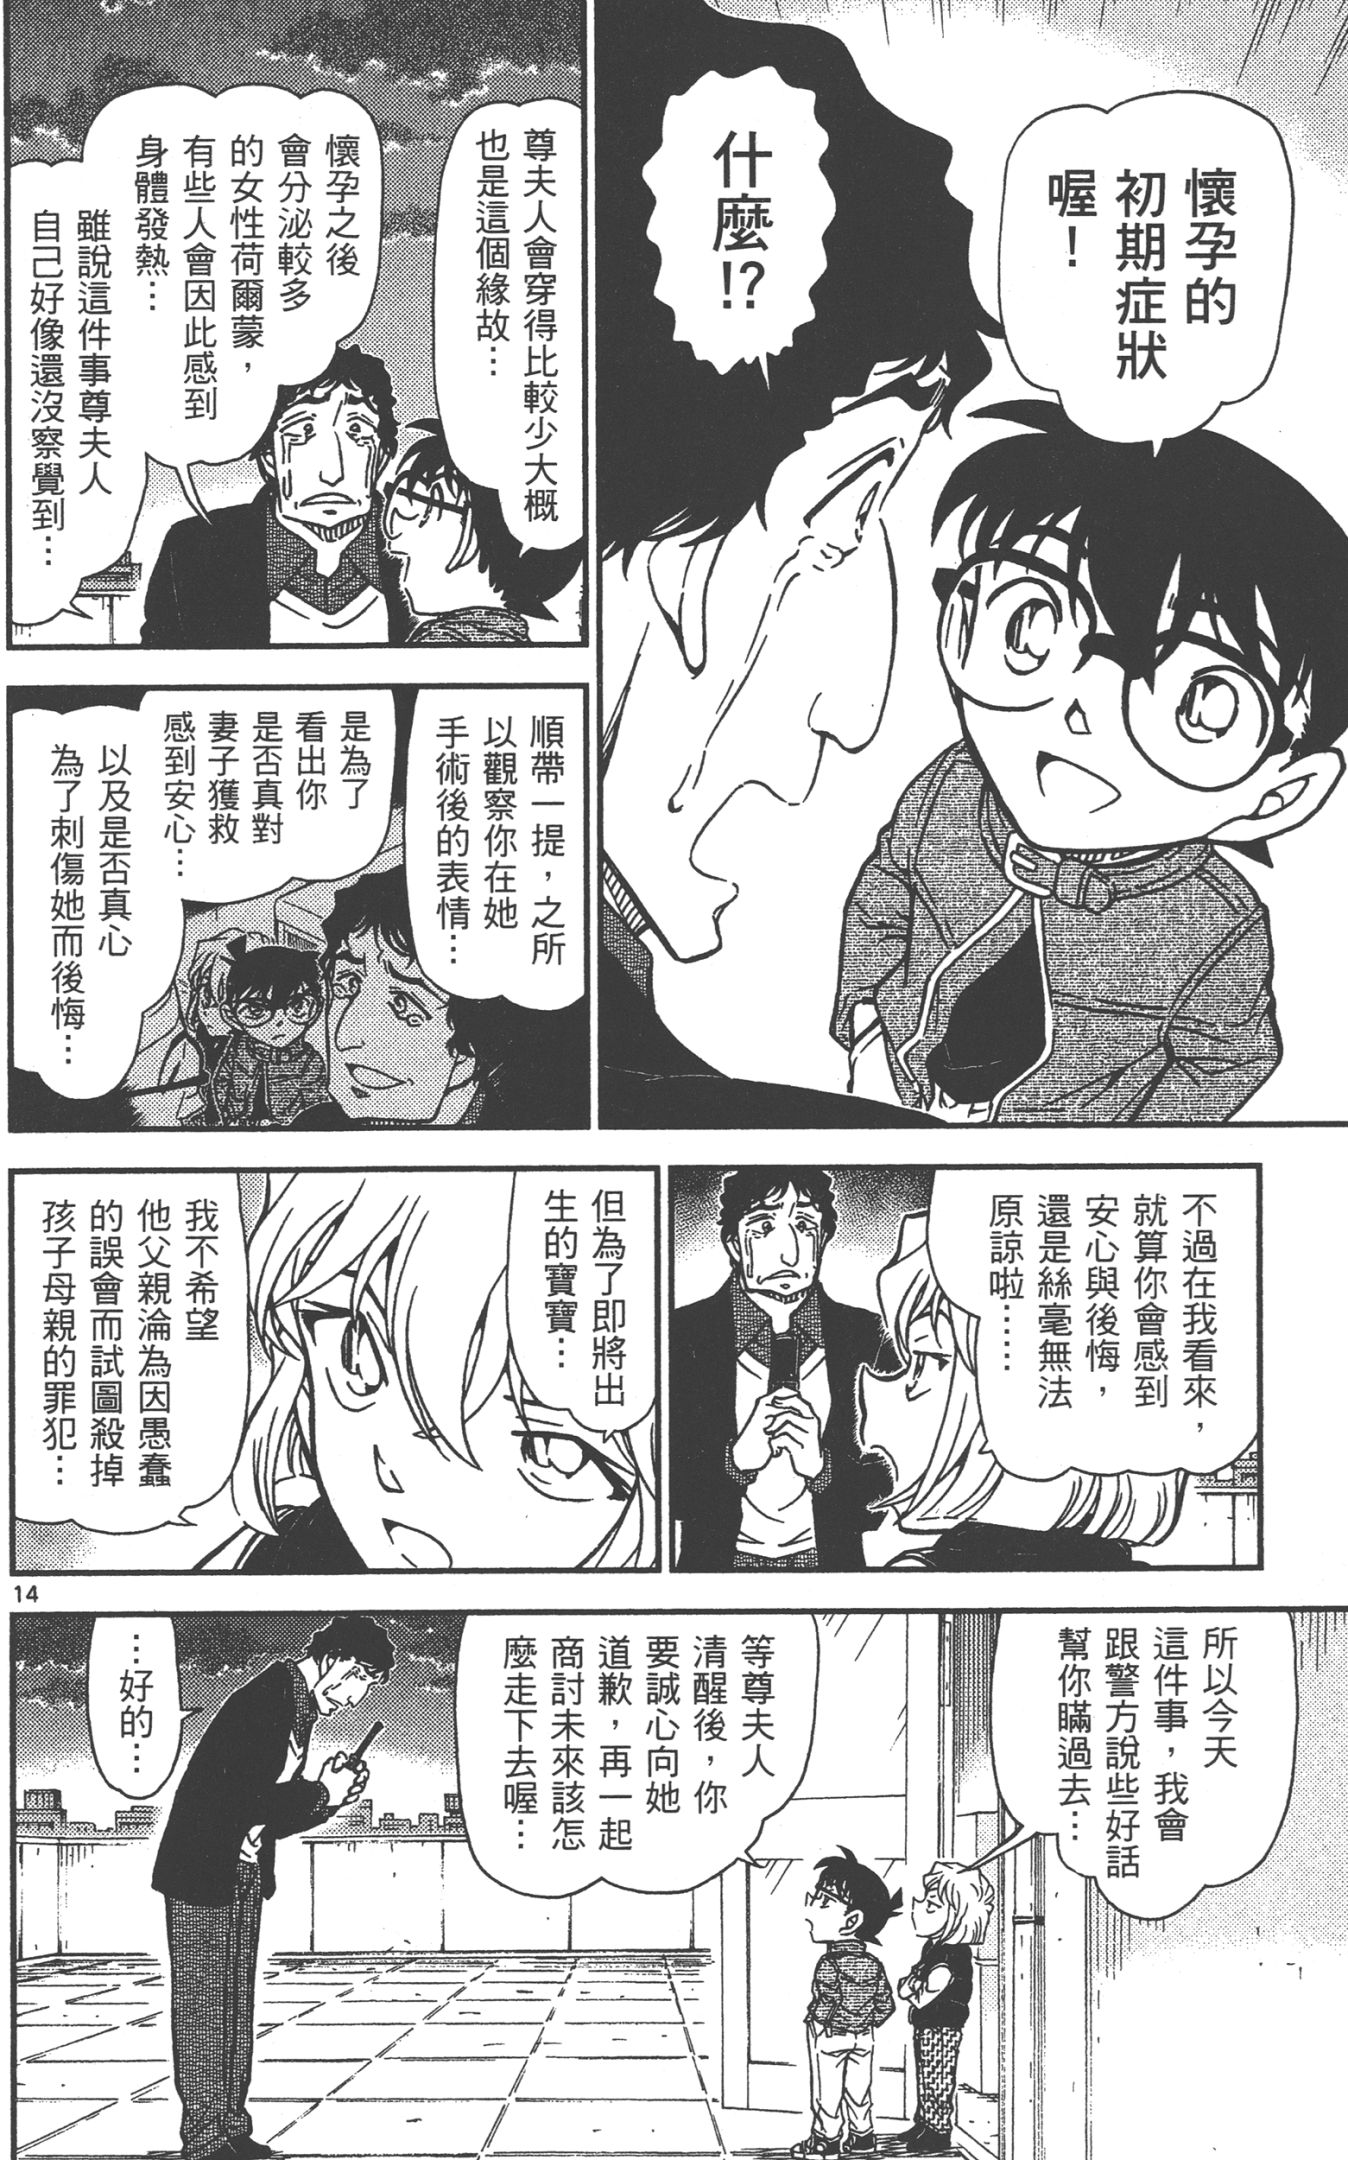 懷孕的
初期症狀
喔！
什麼!?
尊夫人會穿得比較少大概
也是這個緣故…
懷孕之後
會分泌較多
的女性荷爾蒙，
有些人會因此感到
身體發熱…
雖說這件事尊夫人
自己好像還沒察覺到…
順帶一提，之所
以觀察你在她
手術後的表情…
是為了
看出你
是否真對
妻子獲救
感到安心…
以及是否真心
為了刺傷她而後悔…
不過在我看來，
就算你會感到
安心與後悔，
還是絲毫無法
原諒啦……
但為了即將出
生的寶寶…
我不希望
他父親淪為因愚蠢
的誤會而試圖殺掉
孩子母親的罪犯…
14
所以今天
這件事，我會
跟警方說些好話
幫你瞞過去…
等尊夫人
清醒後，你
要誠心向她
道歉，再一起
商討未來該怎
麼走下去喔…
…好的…